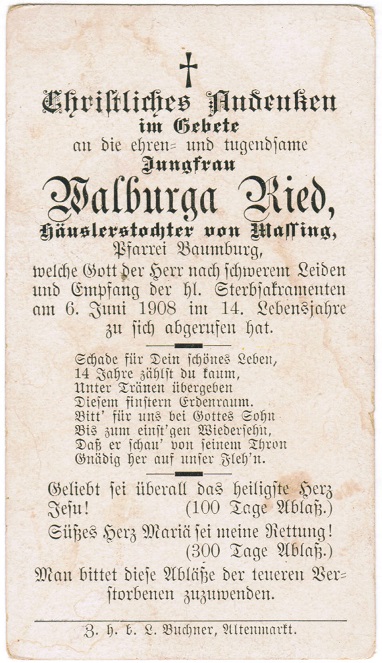 Christliches Andenken
im Gebete
an die ehren= und tugendsame
Jungfrau
Walburga Ried,
Häuslerstochter von Massing,
Pfarrei Baumburg,
welche Gott der Herr nach schwerem Leiden
und Empfang der hl. Sterbsakramenten
am 6. Juni 1908 im 14. Lebensjahre
zu sich abgerufen hat.
Schade für Dein schönes Leben,
14 Jahre zählst du kaum,
Unter Tränen übergeben
Diesem finstern Erdenraum.
Bitt' für uns bei Gottes Sohn
Bis zum einst'gen Wiedersehn,
Daß er schau' von seinem Thron
Gnädig her auf unser Fleh'n.
Geliebt sei überall das heiligste Herz
Jesu! (100 Tage Ablaß.)
Süßes Herz Mariä sei meine Rettung!
(300 Tage Ablaß.)
Man bittet diese Abläße der teueren Ver=
storbenen zuzuwenden.
Z. h. b. L. Buchner, Altenmarkt.